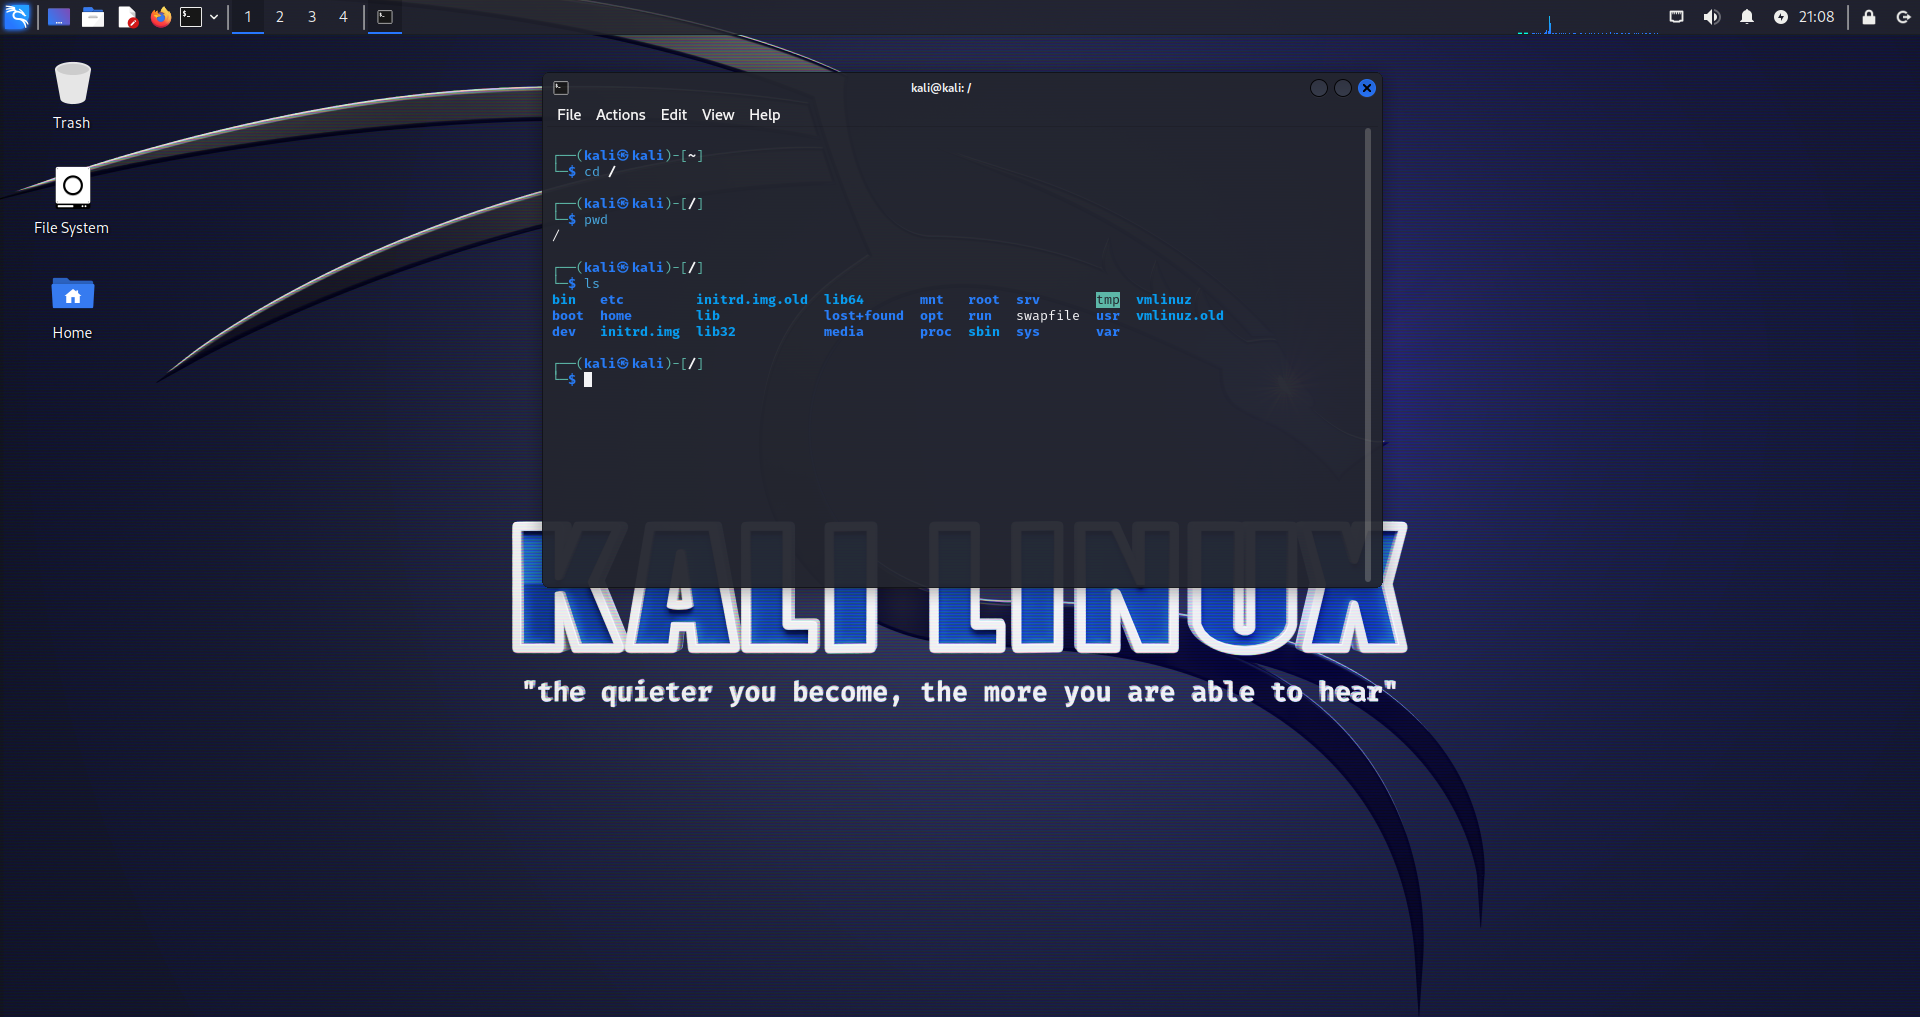 1 2 3 4
21:08
Trash
File System
Home
kali@kali: /
File Actions Edit View Help
┌──(kali㉿kali)-[~]
└─$ cd /
┌──(kali㉿kali)-[/]
└─$ pwd
/
┌──(kali㉿kali)-[/]
└─$ ls
bin etc initrd.img.old lib64 mnt root srv tmp vmlinuz
boot home lib lost+found opt run swapfile usr vmlinuz.old
dev initrd.img lib32 media proc sbin sys var
┌──(kali㉿kali)-[/]
└─$
KALI LINUX
"the quieter you become, the more you are able to hear"